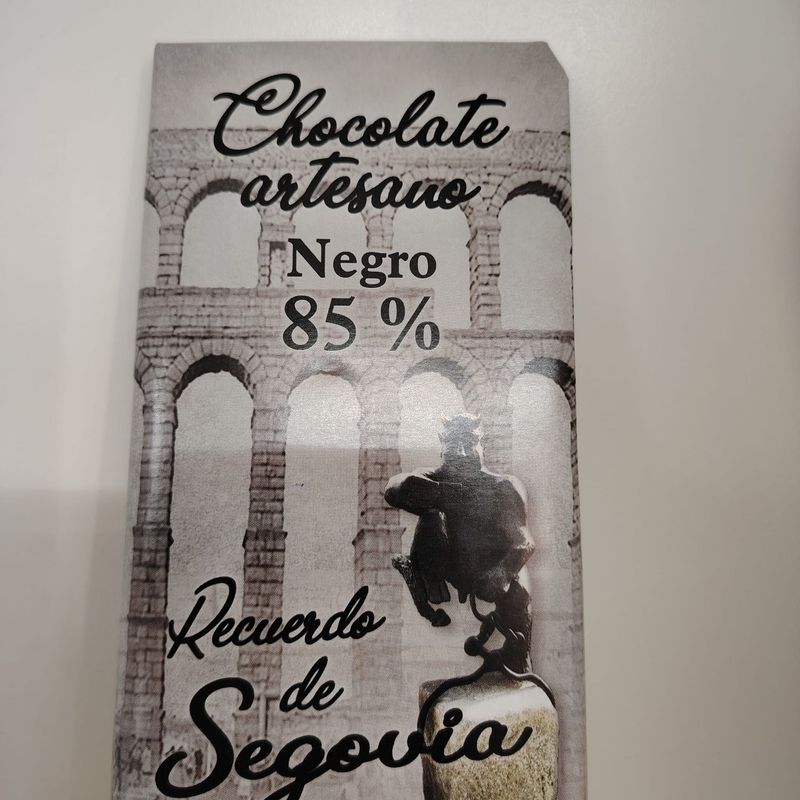 Chocolate
artesano
Negro
85 %
Recuerdo
de
Segovia